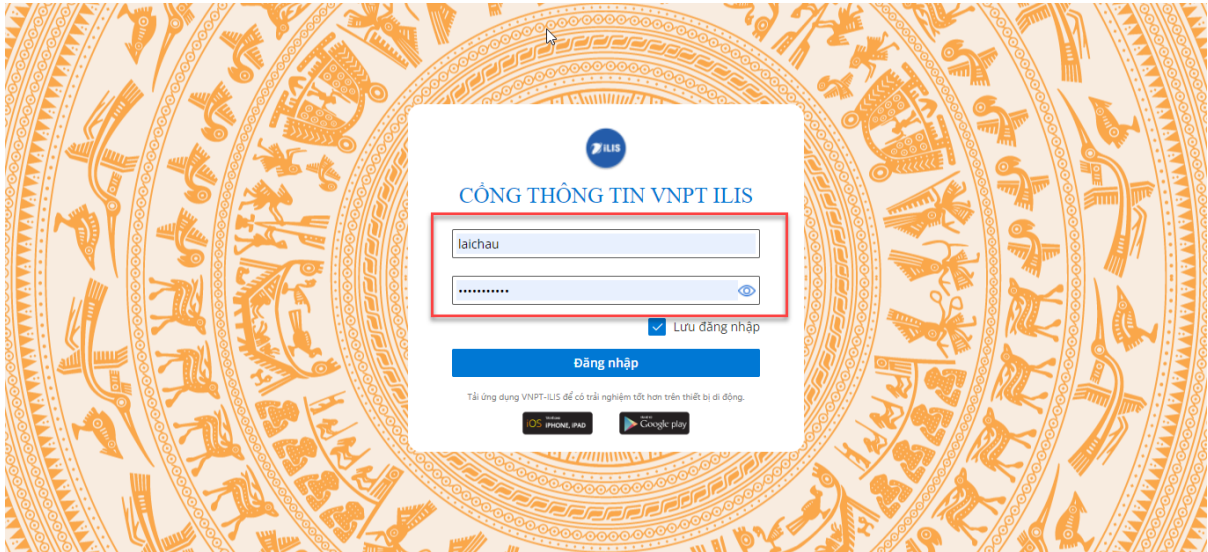 iLIS
CỔNG THÔNG TIN VNPT ILIS
laichau
•••••••••••
Lưu đăng nhập
Đăng nhập
Tải ứng dụng VNPT-ILIS để có trải nghiệm tốt hơn trên thiết bị di động.
iOS IPHONE, IPAD
Google play